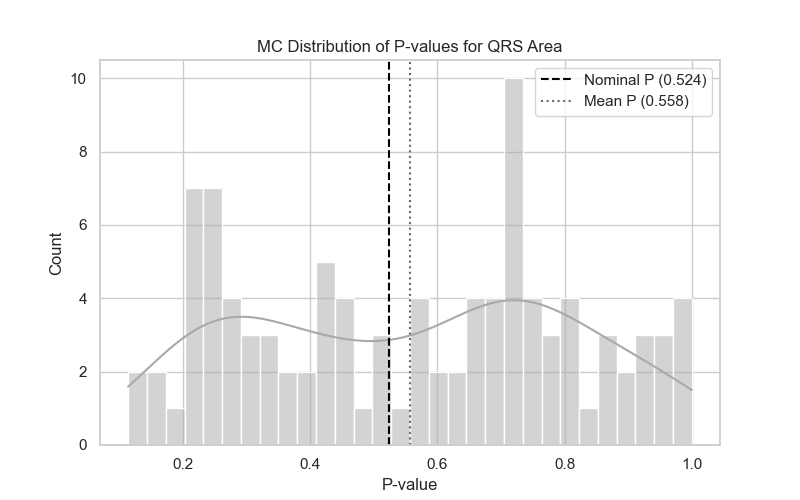 MC Distribution of P-values for QRS Area
Nominal P (0.524)
Mean P (0.558)
10
8
6
4
2
0
Count
0.2 0.4 0.6 0.8 1.0
P-value